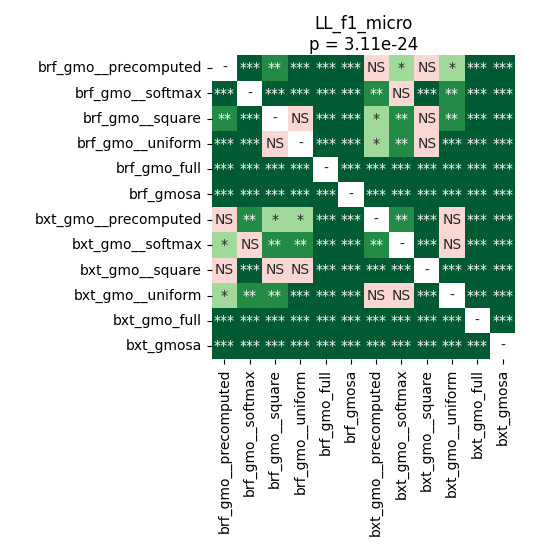 LL_f1_micro
p = 3.11e-24
brf_gmo__precomputed - *** ** *** *** *** NS * NS * *** ***
brf_gmo__softmax *** - *** *** *** *** ** NS *** ** *** ***
brf_gmo__square ** *** - NS *** *** * ** NS ** *** ***
brf_gmo__uniform *** *** NS - *** *** * ** NS *** *** ***
brf_gmo_full *** *** *** *** - *** *** *** *** *** *** ***
brf_gmosa *** *** *** *** *** - *** *** *** *** *** ***
bxt_gmo__precomputed NS ** * * *** *** - ** *** NS *** ***
bxt_gmo__softmax * NS ** ** *** *** ** - *** NS *** ***
bxt_gmo__square NS *** NS NS *** *** *** *** - *** *** ***
bxt_gmo__uniform * ** ** *** *** *** NS NS *** - *** ***
bxt_gmo_full *** *** *** *** *** *** *** *** *** *** - ***
bxt_gmosa *** *** *** *** *** *** *** *** *** *** *** -
brf_gmo__precomputed
brf_gmo__softmax
brf_gmo__square
brf_gmo__uniform
brf_gmo_full
brf_gmosa
bxt_gmo__precomputed
bxt_gmo__softmax
bxt_gmo__square
bxt_gmo__uniform
bxt_gmo_full
bxt_gmosa